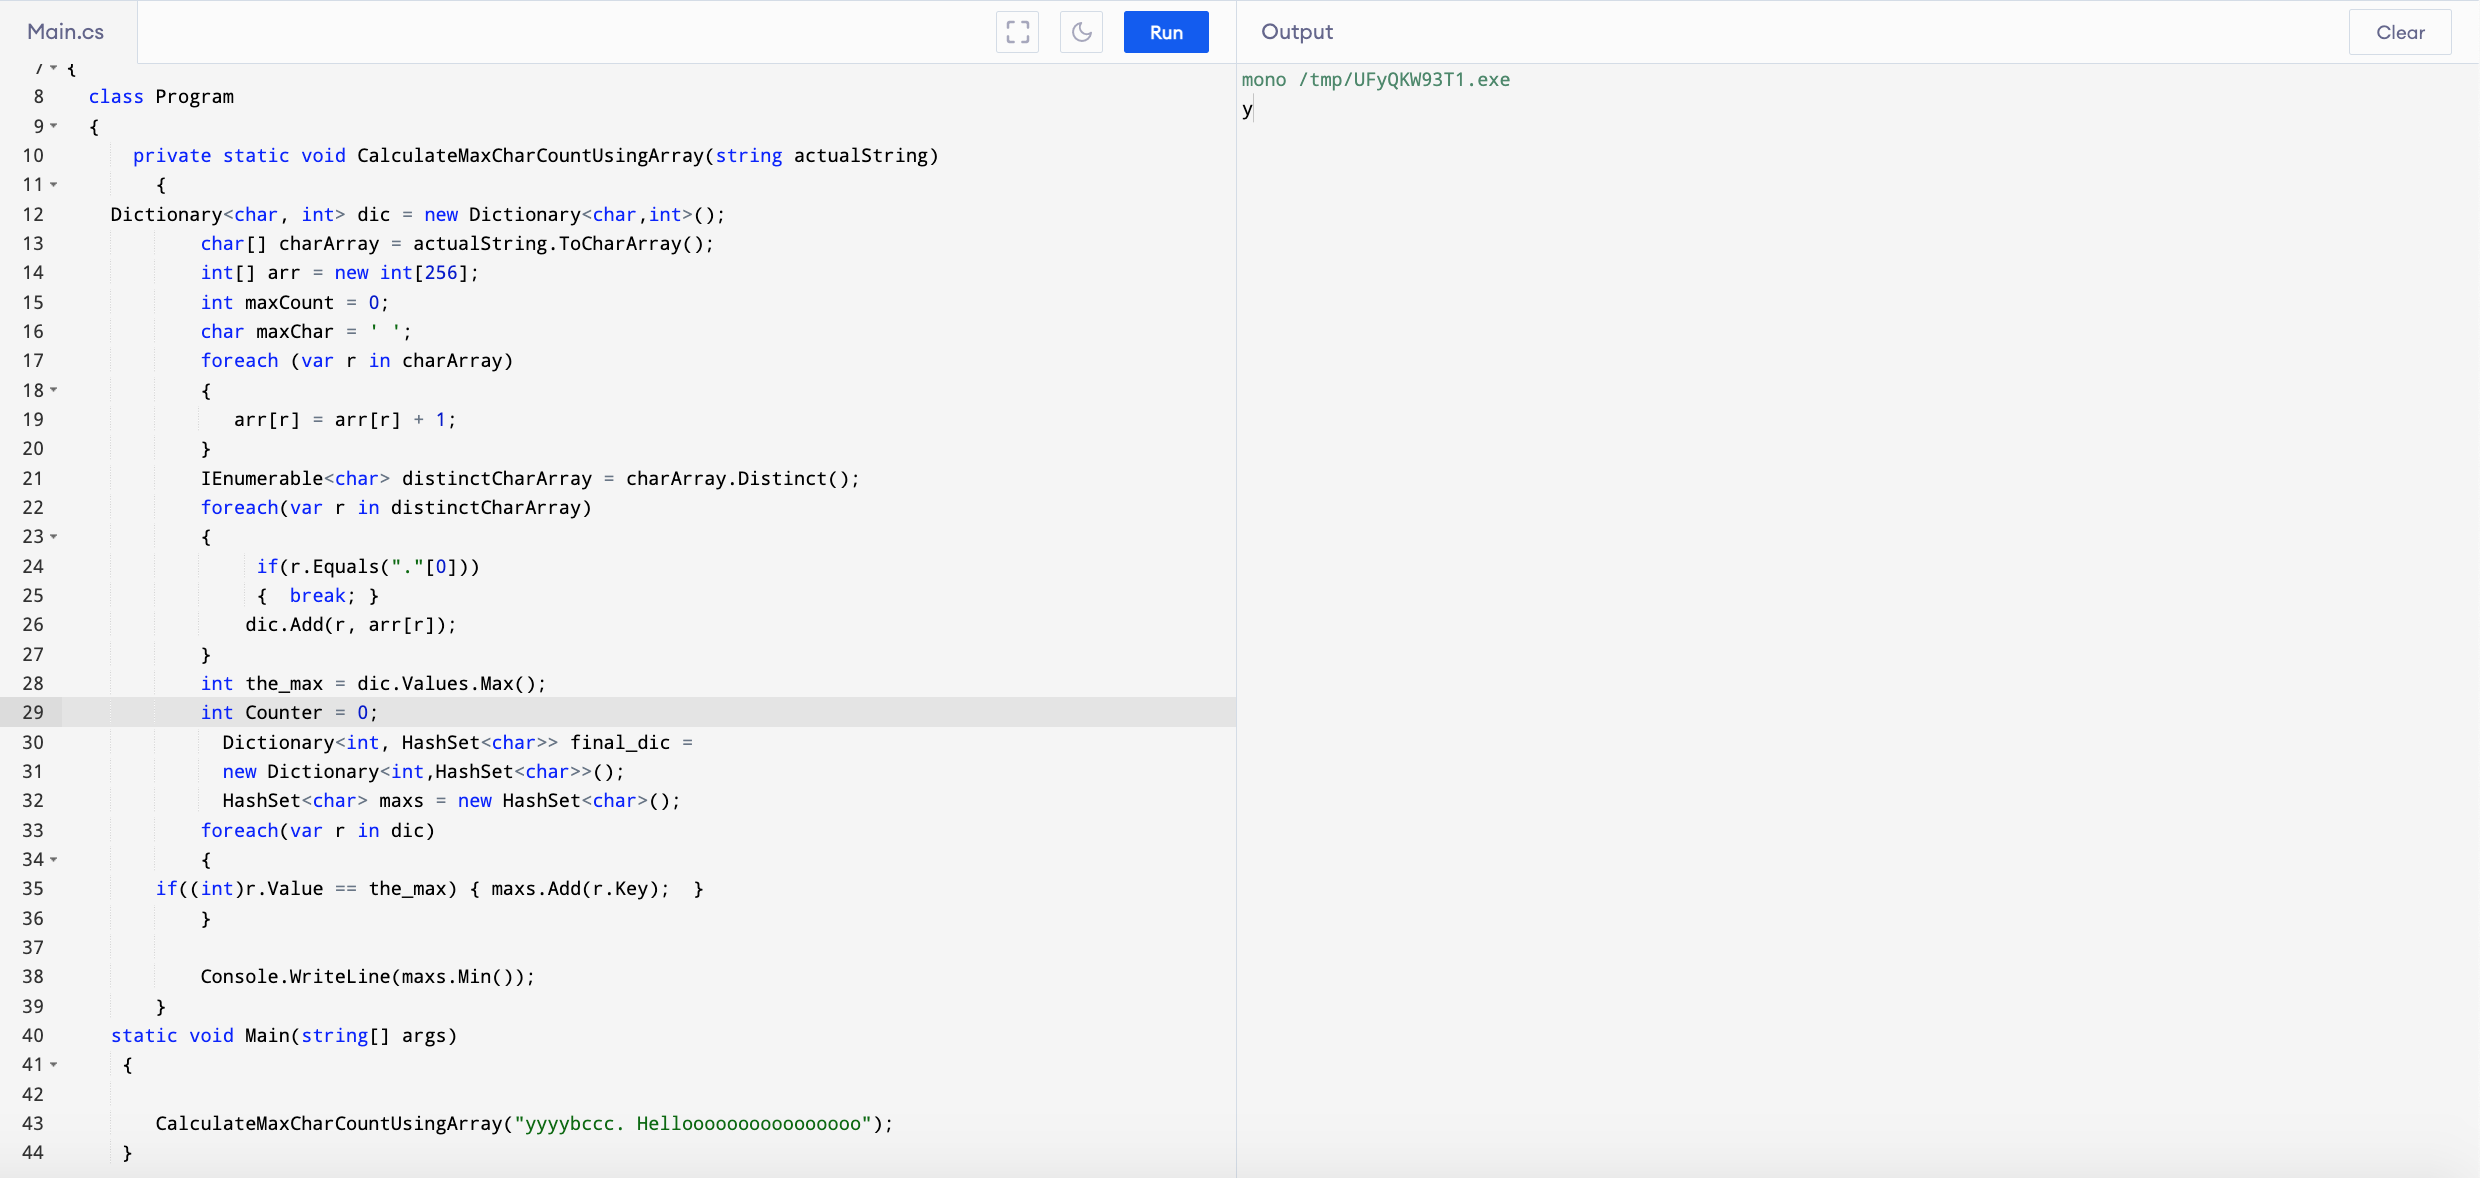 Main.cs
Run
Output
Clear
7 {
8 class Program
9 {
10 private static void CalculateMaxCharCountUsingArray(string actualString)
11 {
12 Dictionary<char, int> dic = new Dictionary<char,int>();
13 char[] charArray = actualString.ToCharArray();
14 int[] arr = new int[256];
15 int maxCount = 0;
16 char maxChar = ' ';
17 foreach (var r in charArray)
18 {
19 arr[r] = arr[r] + 1;
20 }
21 IEnumerable<char> distinctCharArray = charArray.Distinct();
22 foreach(var r in distinctCharArray)
23 {
24 if(r.Equals("."[0]))
25 { break; }
26 dic.Add(r, arr[r]);
27 }
28 int the_max = dic.Values.Max();
29 int Counter = 0;
30 Dictionary<int, HashSet<char>> final_dic =
31 new Dictionary<int,HashSet<char>>();
32 HashSet<char> maxs = new HashSet<char>();
33 foreach(var r in dic)
34 {
35 if((int)r.Value == the_max) { maxs.Add(r.Key);  }
36 }
37
38 Console.WriteLine(maxs.Min());
39 }
40 static void Main(string[] args)
41 {
42
43 CalculateMaxCharCountUsingArray("yyyybccc. Helloooooooooooooooo");
44 }
mono /tmp/UFyQKW93T1.exe
y